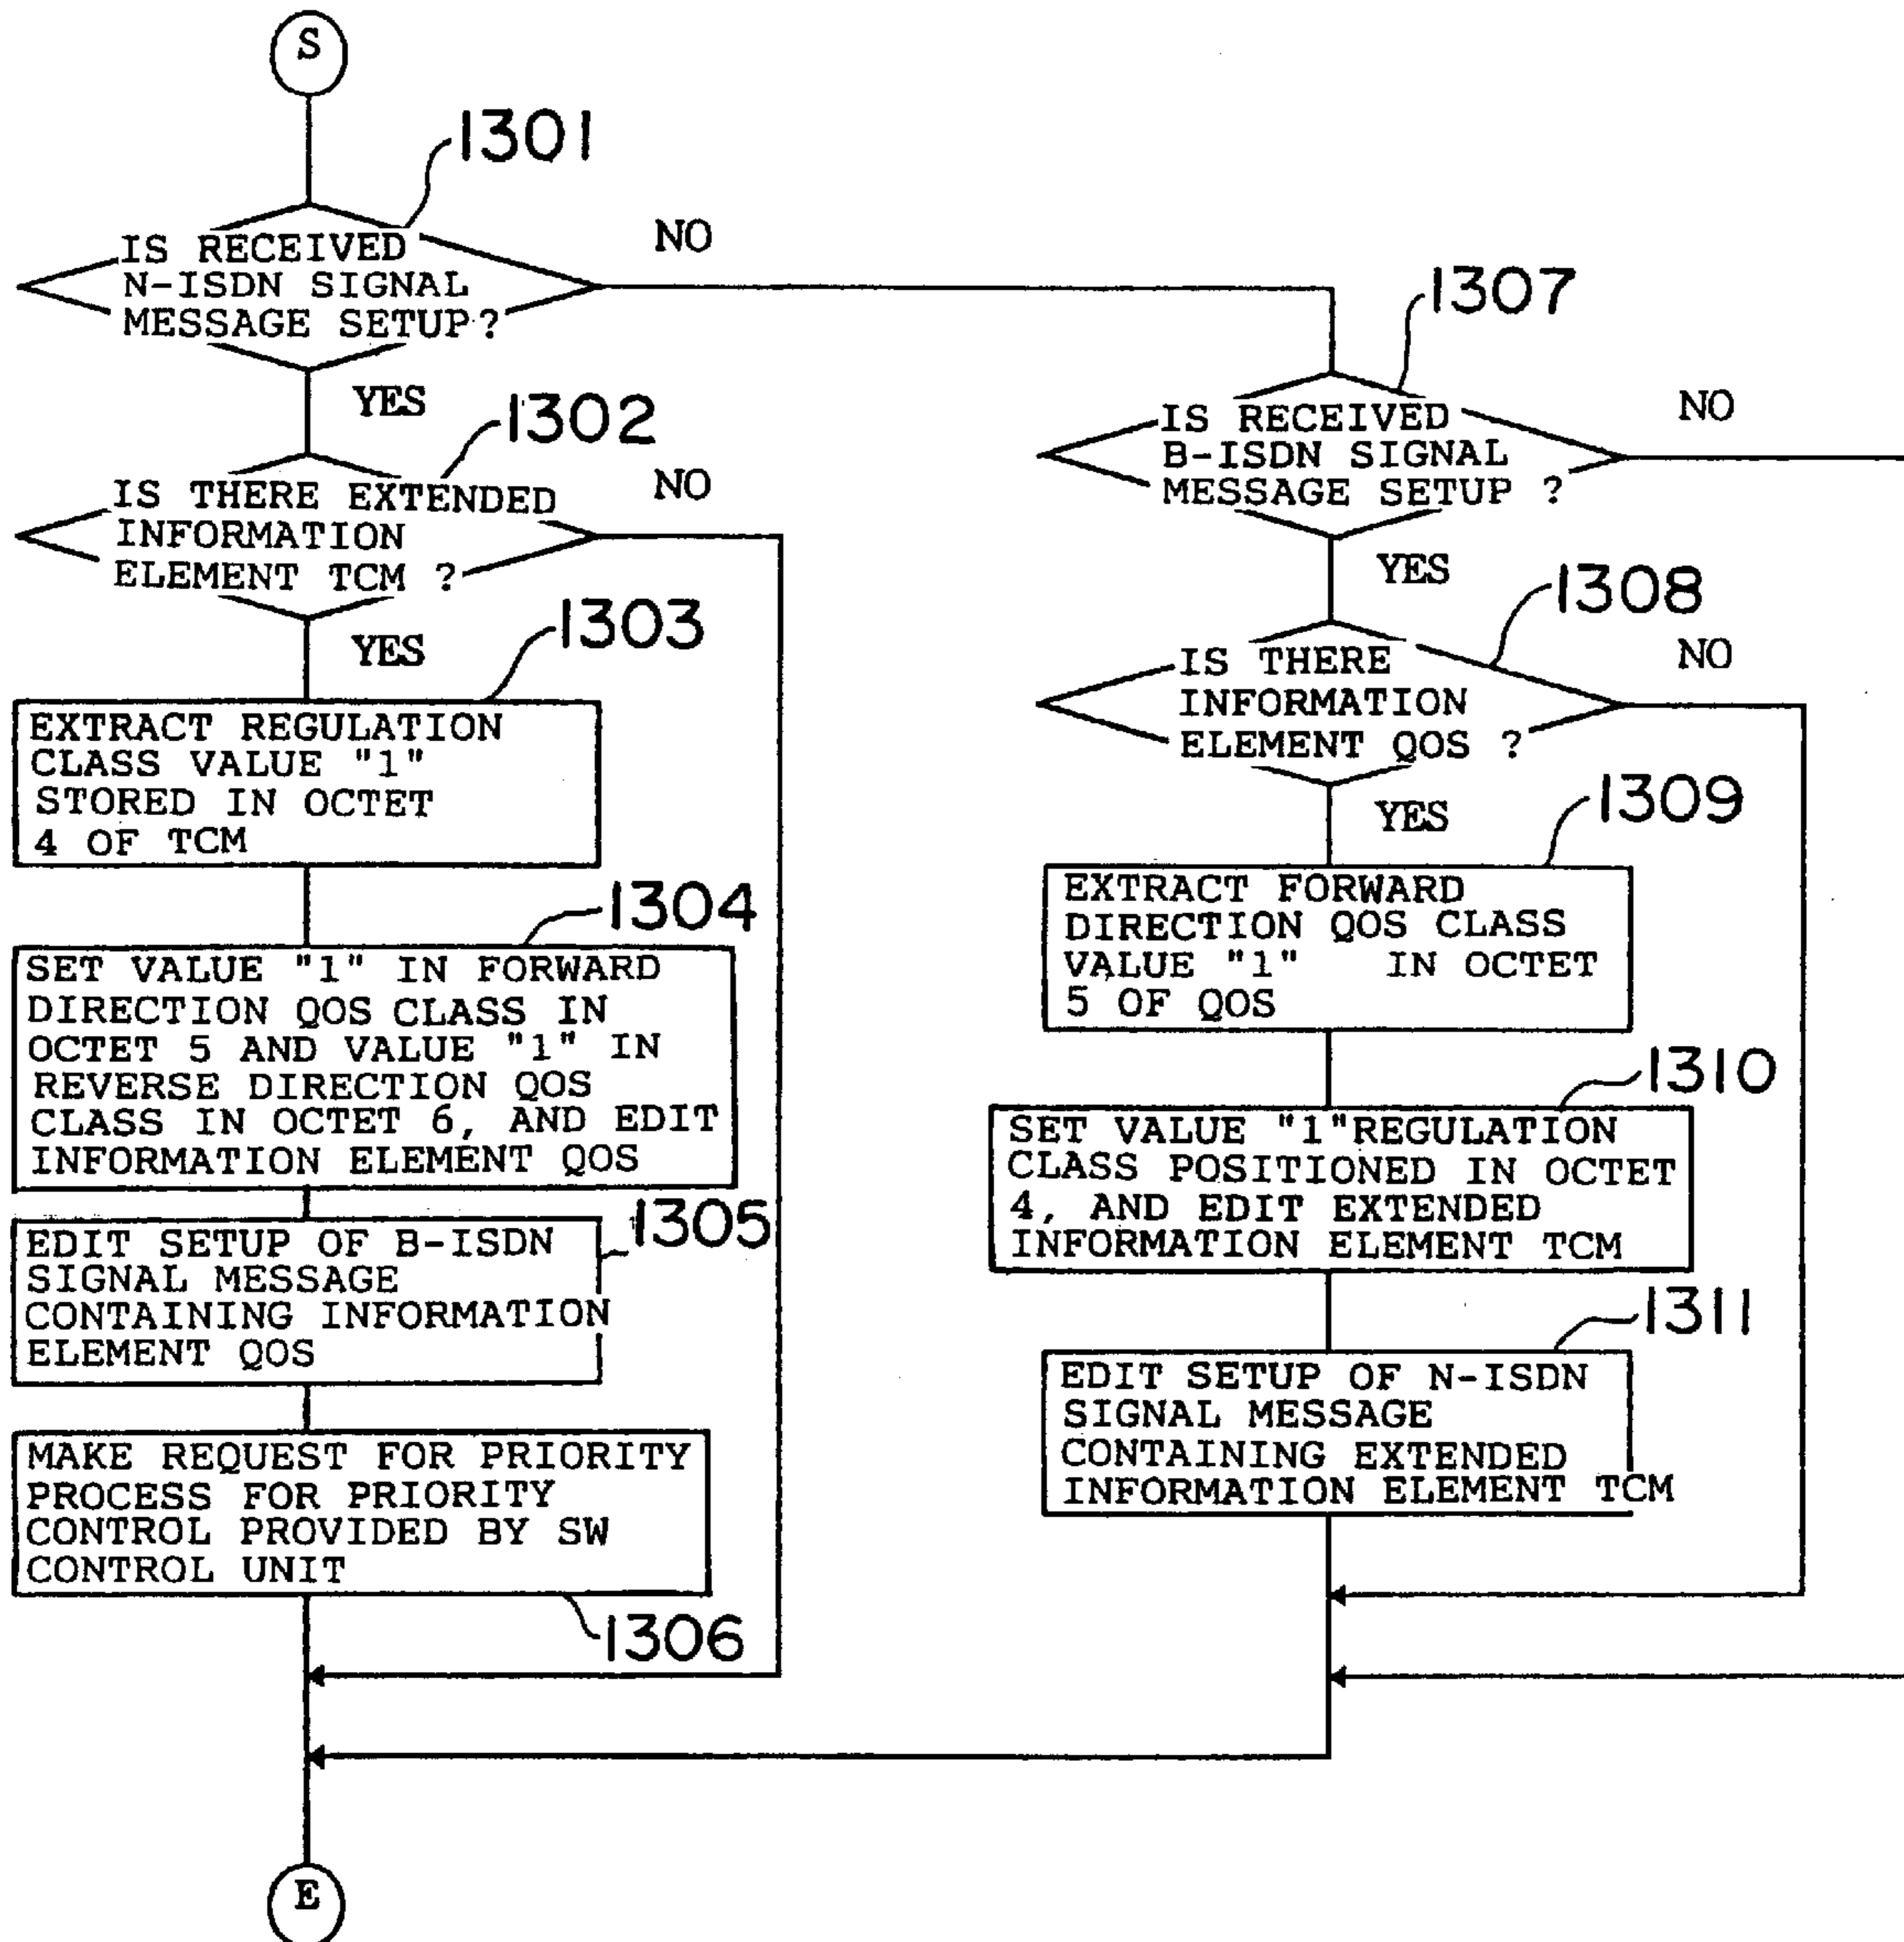 S
1301
IS RECEIVED
N-ISDN SIGNAL
MESSAGE SETUP?
NO
YES
1302
IS THERE EXTENDED
INFORMATION
ELEMENT TCM ?
NO
YES
1303
EXTRACT REGULATION
CLASS VALUE "1"
STORED IN OCTET
4 OF TCM
1304
SET VALUE "1" IN FORWARD
DIRECTION QOS CLASS IN
OCTET 5 AND VALUE "1" IN
REVERSE DIRECTION QOS
CLASS IN OCTET 6, AND EDIT
INFORMATION ELEMENT QOS
1305
EDIT SETUP OF B-ISDN
SIGNAL MESSAGE
CONTAINING INFORMATION
ELEMENT QOS
MAKE REQUEST FOR PRIORITY
PROCESS FOR PRIORITY
CONTROL PROVIDED BY SW
CONTROL UNIT
1306
E
1307
IS RECEIVED
B-ISDN SIGNAL
MESSAGE SETUP ?
NO
YES
1308
IS THERE
INFORMATION
ELEMENT QOS ?
NO
YES
1309
EXTRACT FORWARD
DIRECTION QOS CLASS
VALUE "1" IN OCTET
5 OF QOS
1310
SET VALUE "1"REGULATION
CLASS POSITIONED IN OCTET
4, AND EDIT EXTENDED
INFORMATION ELEMENT TCM
1311
EDIT SETUP OF N-ISDN
SIGNAL MESSAGE
CONTAINING EXTENDED
INFORMATION ELEMENT TCM